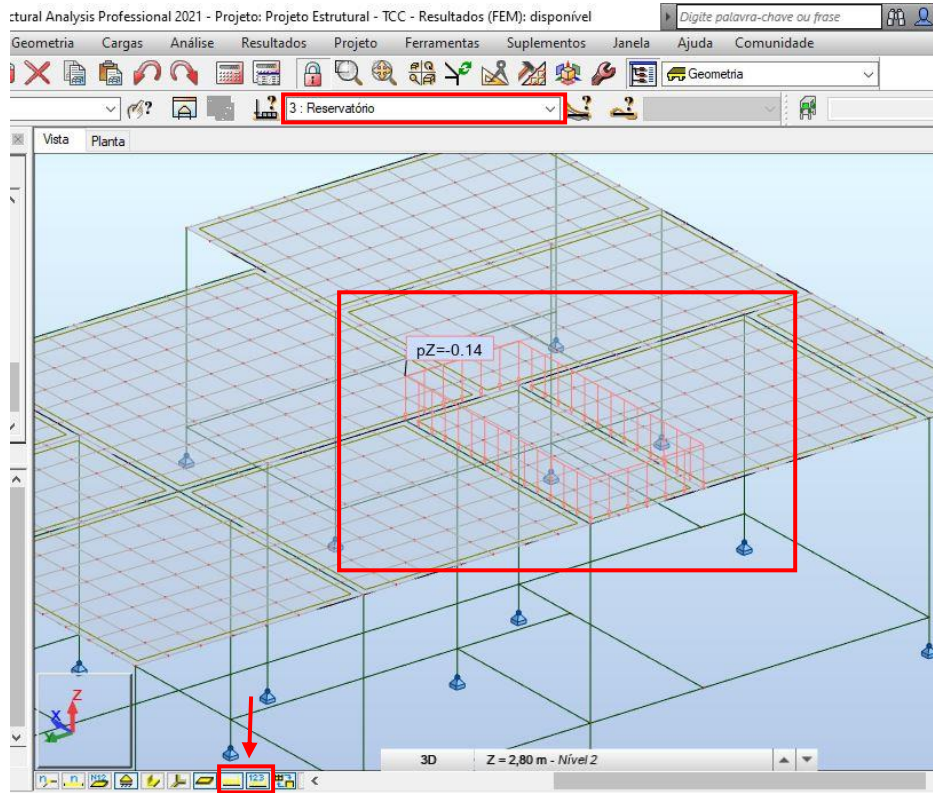 ctural Analysis Professional 2021 - Projeto: Projeto Estrutural - TCC - Resultados (FEM): disponível
Digite palavra-chave ou frase
Geometria Cargas Análise Resultados Projeto Ferramentas Suplementos Janela Ajuda Comunidade
Geometria
3 : Reservatório
Vista Planta
pZ=-0.14
Z
X
Y
3D Z = 2,80 m - Nível 2